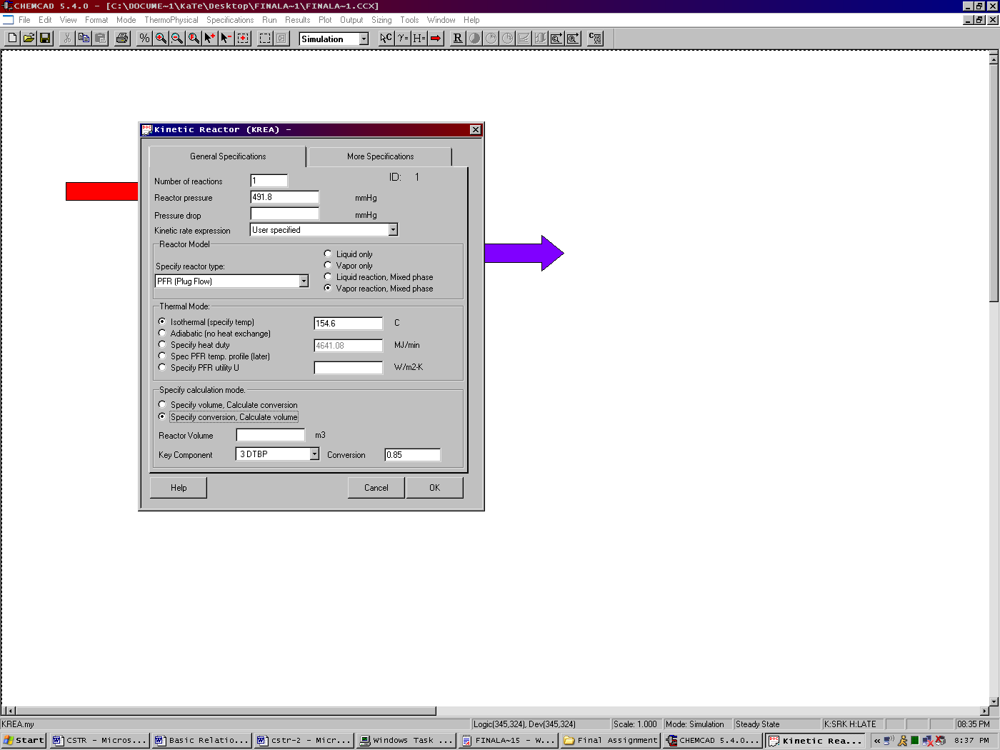 CHEMCAD 5.4.0 - [C:\DOCUME~1\KaTe\Desktop\FINALA~1\FINALA~1.CCX]
File Edit View Format Mode ThermoPhysical Specifications Run Results Plot Output Sizing Tools Window Help
% Simulation C γ= H= R
Kinetic Reactor (KREA) -
General Specifications More Specifications
ID: 1
Number of reactions 1
Reactor pressure 491.8 mmHg
Pressure drop mmHg
Kinetic rate expression User specified
Reactor Model
Liquid only
Specify reactor type: Vapor only
PFR (Plug Flow) Liquid reaction, Mixed phase
Vapor reaction, Mixed phase
Thermal Mode:
Isothermal (specify temp) 154.6 C
Adiabatic (no heat exchange)
Specify heat duty 4641.08 MJ/min
Spec PFR temp. profile (later)
Specify PFR utility U W/m2-K
Specify calculation mode.
Specify volume, Calculate conversion
Specify conversion, Calculate volume
Reactor Volume m3
Key Component 3 DTBP Conversion 0.85
Help Cancel OK
KREA.my Logic(345,324), Dev(345,324) Scale: 1.000 Mode: Simulation Steady State K:SRK H:LATE 08:35 PM
Start CSTR - Micros... Basic Relatio... cstr-2 - Micr... Windows Task ... FINALA~15 - W... Final Assignment CHEMCAD 5.4.0... Kinetic Rea... « 8:37 PM